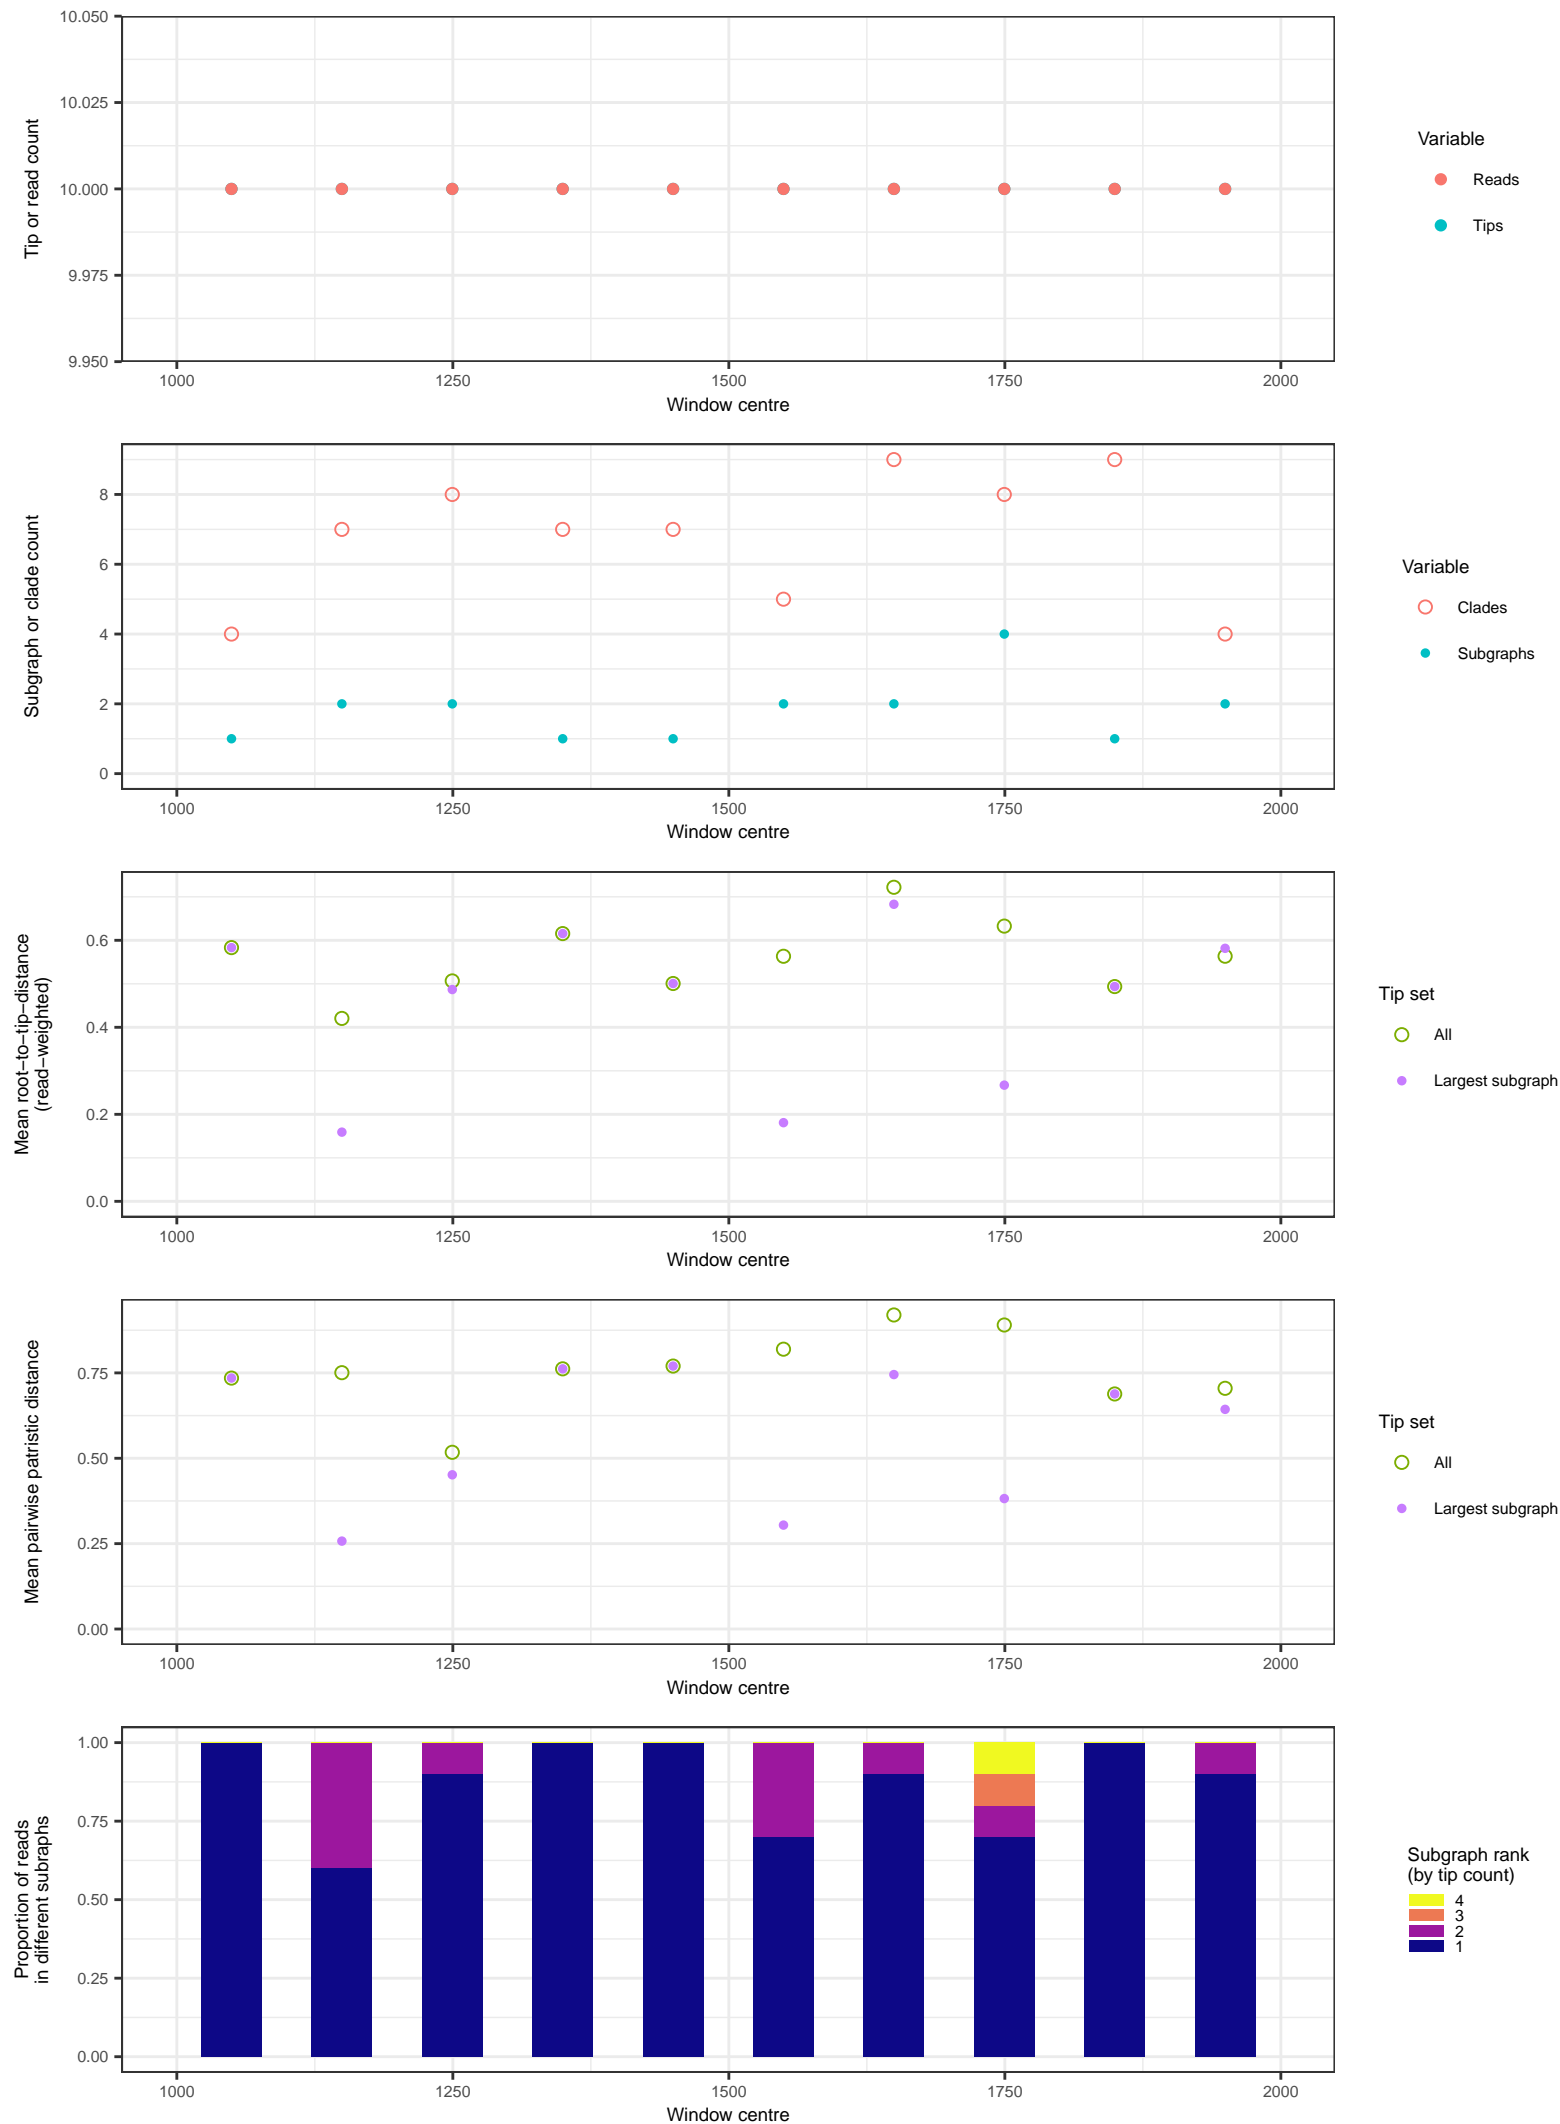 10.050
10.025
10.000
9.975
9.950
Tip or read count
1000 1250 1500 1750 2000
Window centre
Variable
Reads
Tips
8
6
4
2
0
Subgraph or clade count
1000 1250 1500 1750 2000
Window centre
Variable
Clades
Subgraphs
0.6
0.4
0.2
0.0
Mean root−to−tip−distance
(read−weighted)
1000 1250 1500 1750 2000
Window centre
Tip set
All
Largest subgraph
0.75
0.50
0.25
0.00
Mean pairwise patristic distance
1000 1250 1500 1750 2000
Window centre
Tip set
All
Largest subgraph
1.00
0.75
0.50
0.25
0.00
Proportion of reads
in different subraphs
1000 1250 1500 1750 2000
Window centre
Subgraph rank
(by tip count)
4
3
2
1